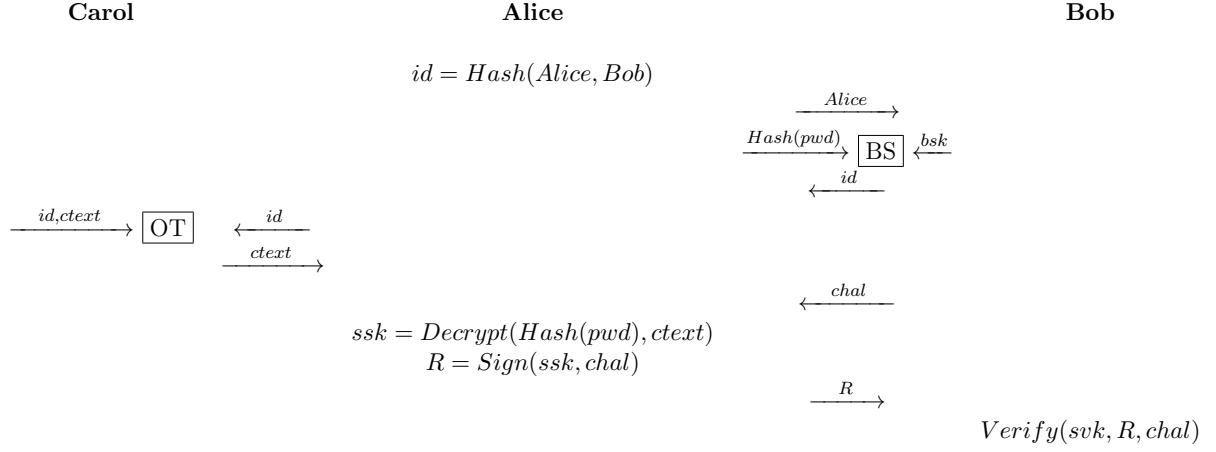 Carol Alice Bob
id = Hash(Alice, Bob)
Alice
Hash(pwd) BS bsk
id
id,ctext OT id
ctext
chal
ssk = Decrypt(Hash(pwd), ctext)
R = Sign(ssk, chal)
R
Verify(svk, R, chal)